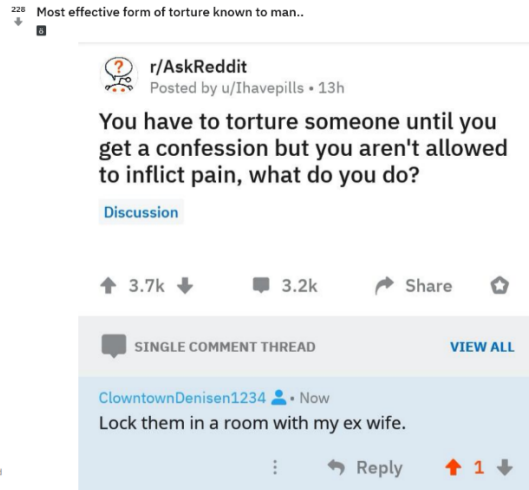 228 Most effective form of torture known to man..
6
r/AskReddit
Posted by u/Ihavepills • 13h
You have to torture someone until you
get a confession but you aren't allowed
to inflict pain, what do you do?
Discussion
3.7k 3.2k Share
SINGLE COMMENT THREAD VIEW ALL
ClowntownDenisen1234 • Now
Lock them in a room with my ex wife.
Reply 1